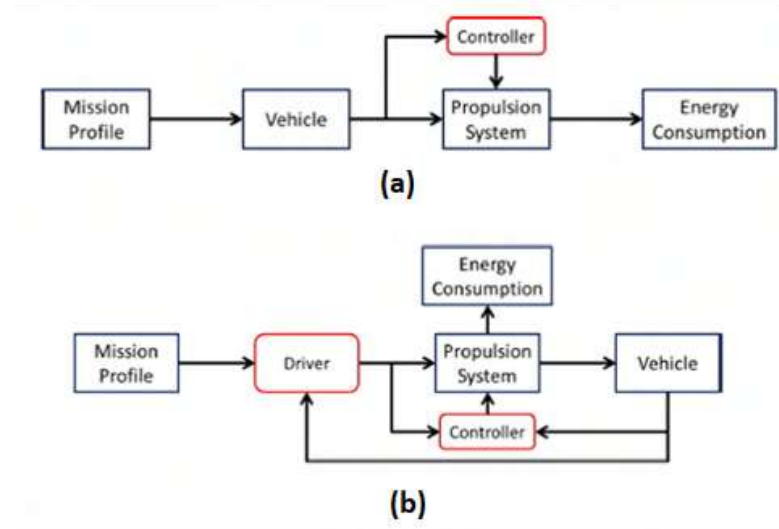 Controller
Mission
Profile
Vehicle
Propulsion
System
Energy
Consumption
(a)
Energy
Consumption
Mission
Profile
Driver
Propulsion
System
Vehicle
Controller
(b)